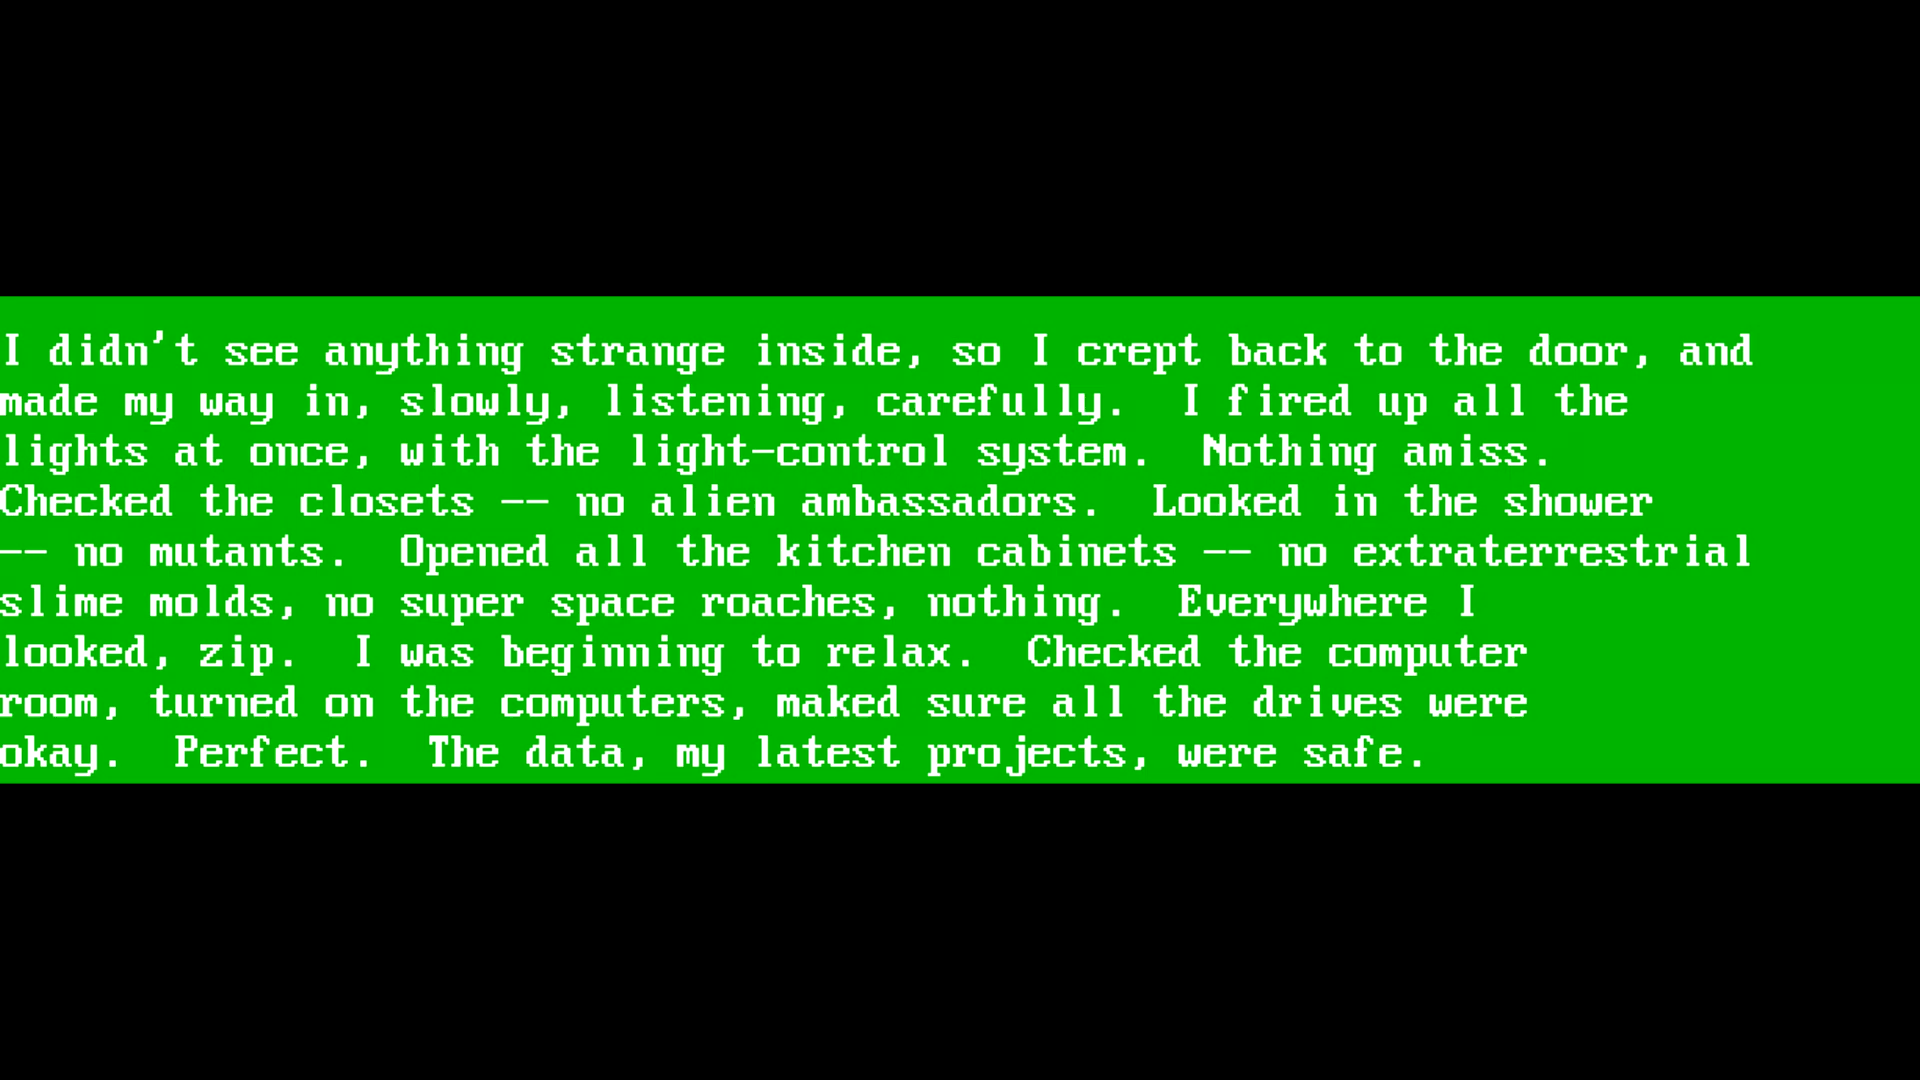 I didn't see anything strange inside, so I crept back to the door, and
made my way in, slowly, listening, carefully.  I fired up all the
lights at once, with the light-control system.  Nothing amiss.
Checked the closets -- no alien ambassadors.  Looked in the shower
-- no mutants.  Opened all the kitchen cabinets -- no extraterrestrial
slime molds, no super space roaches, nothing.  Everywhere I
looked, zip.  I was beginning to relax.  Checked the computer
room, turned on the computers, maked sure all the drives were
okay.  Perfect.  The data, my latest projects, were safe.